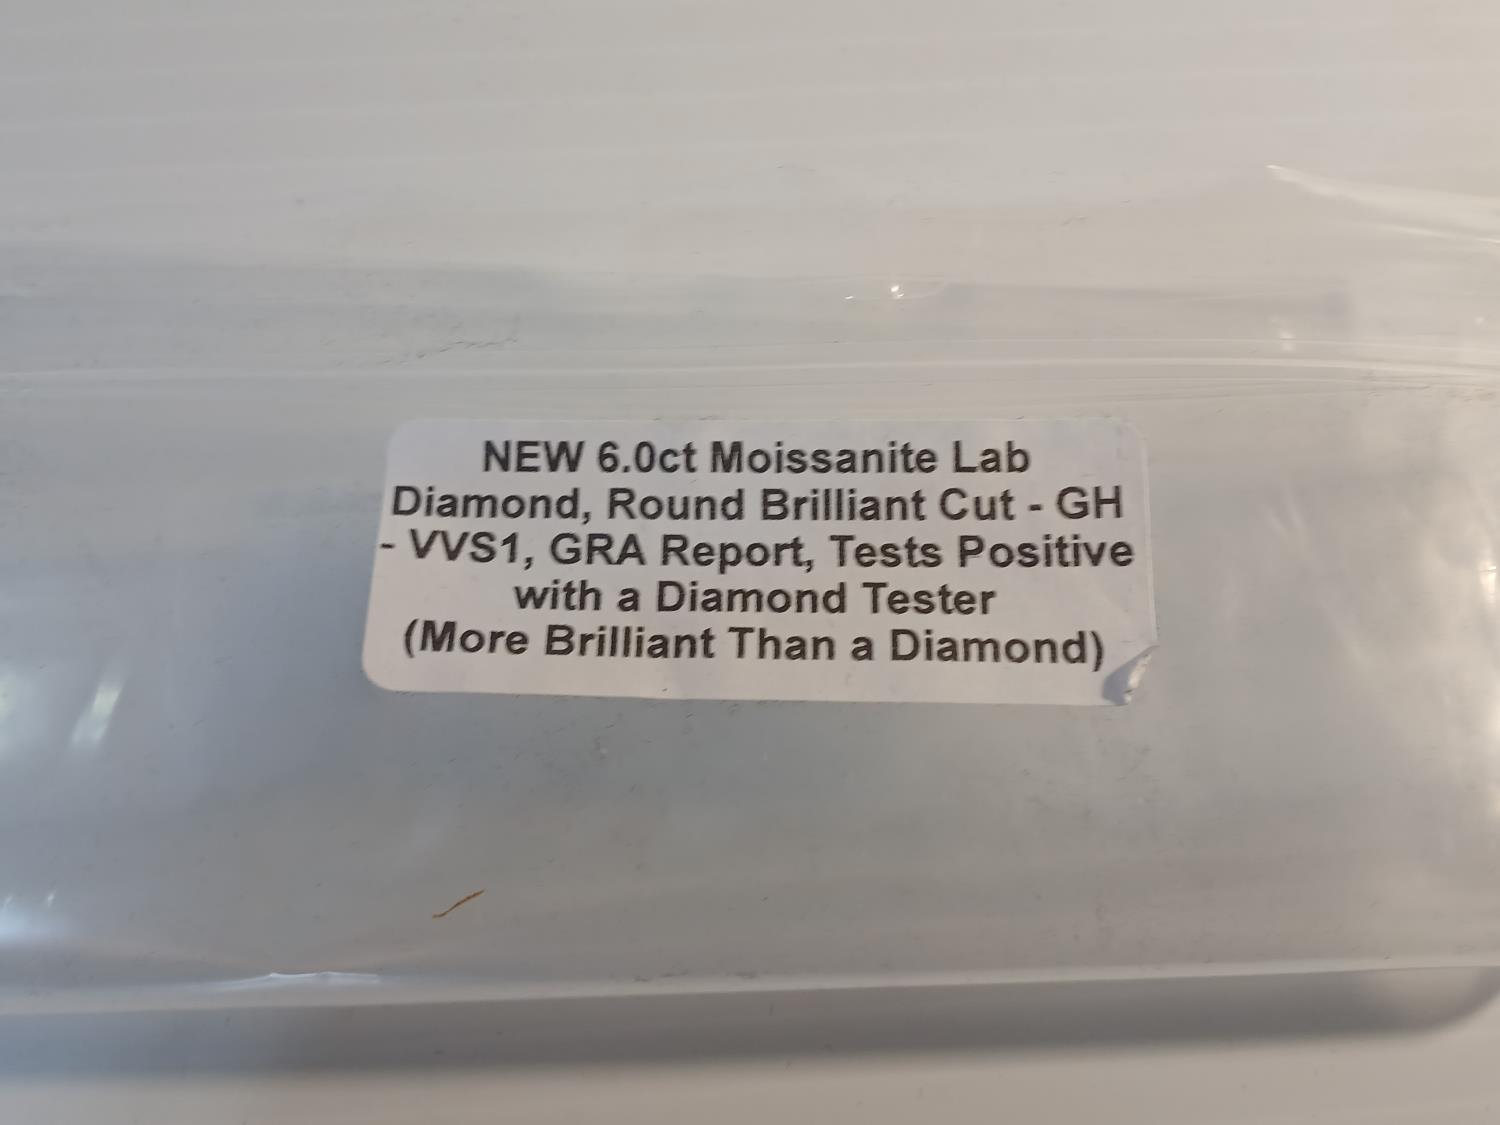 NEW 6.0ct Moissanite Lab
Diamond, Round Brilliant Cut - GH
- VVS1, GRA Report, Tests Positive
with a Diamond Tester
(More Brilliant Than a Diamond)